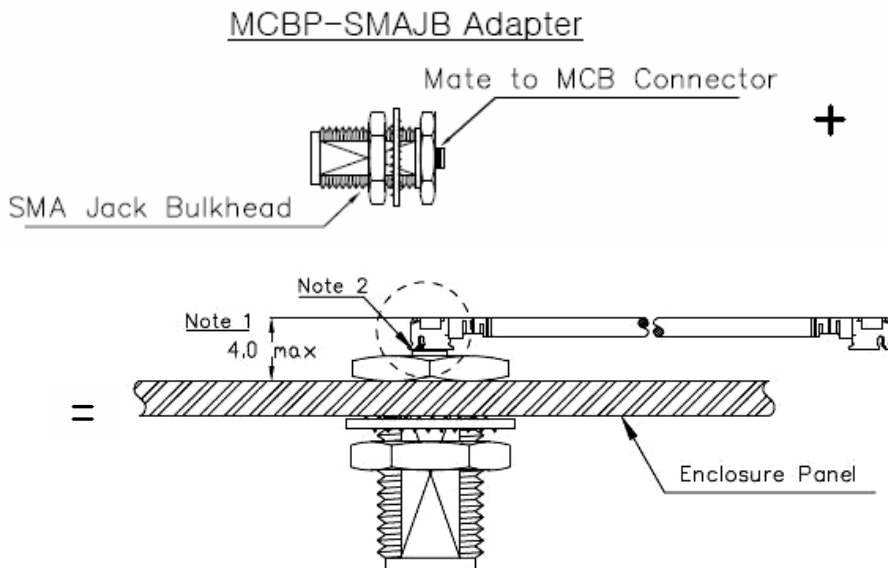 MCBP-SMAJB Adapter
Mate to MCB Connector
+
SMA Jack Bulkhead
Note 2
Note 1
4.0 max
=
Enclosure Panel